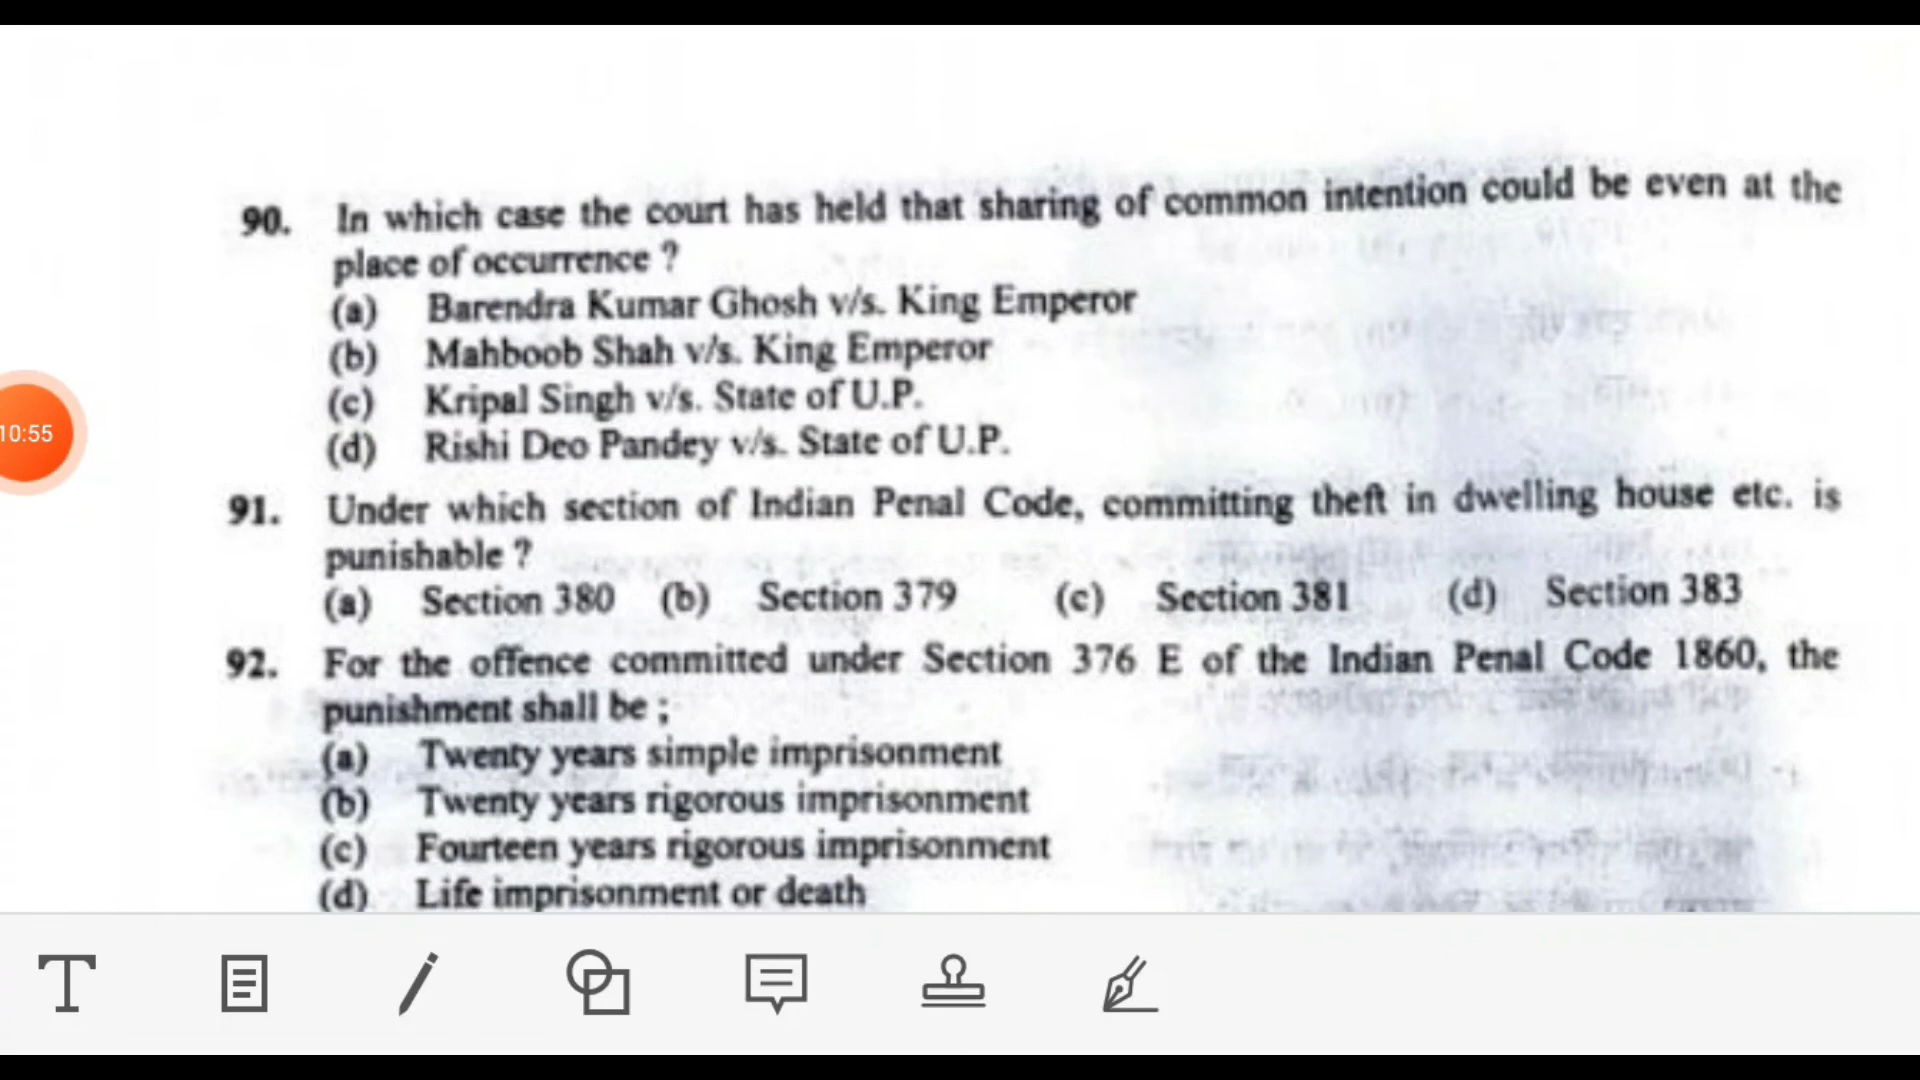 90. In which case the court has held that sharing of common intention could be even at the
place of occurrence ?
(a) Barendra Kumar Ghosh v/s. King Emperor
(b) Mahboob Shah v/s. King Emperor
(c) Kripal Singh v/s. State of U.P.
(d) Rishi Deo Pandey v/s. State of U.P.
10:55
91. Under which section of Indian Penal Code, committing theft in dwelling house etc. is
punishable ?
(a) Section 380 (b) Section 379 (c) Section 381 (d) Section 383
92. For the offence committed under Section 376 E of the Indian Penal Code 1860, the
punishment shall be ;
(a) Twenty years simple imprisonment
(b) Twenty years rigorous imprisonment
(c) Fourteen years rigorous imprisonment
(d) Life imprisonment or death
T